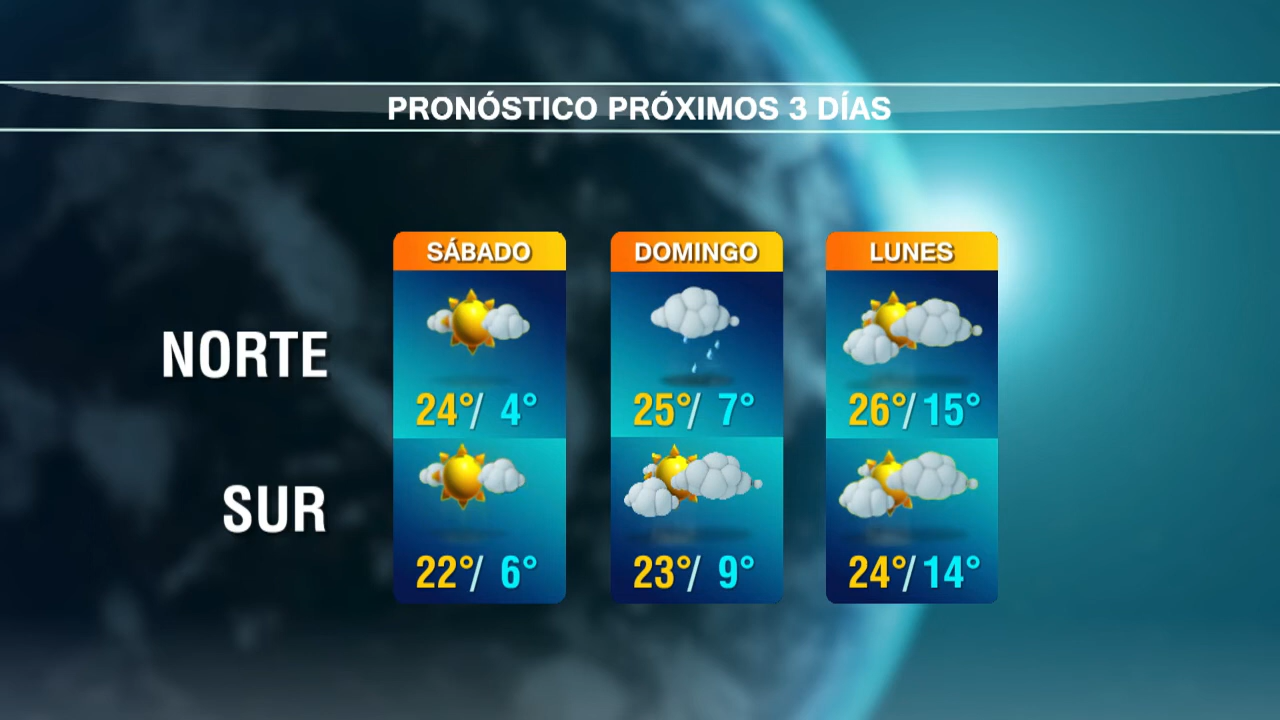 PRONÓSTICO PRÓXIMOS 3 DÍAS
SÁBADO DOMINGO LUNES
NORTE
24°/ 4° 25°/ 7° 26°/15°
SUR
22°/ 6° 23°/ 9° 24°/14°